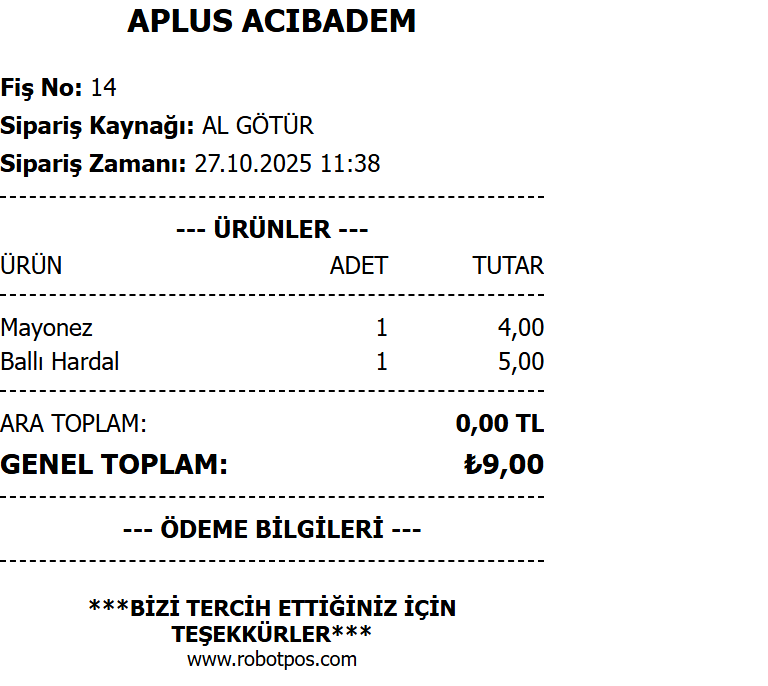 APLUS ACIBADEM
Fiş No: 14
Sipariş Kaynağı: AL GÖTÜR
Sipariş Zamanı: 27.10.2025 11:38
--- ÜRÜNLER ---
ÜRÜN ADET TUTAR
Mayonez 1 4,00
Ballı Hardal 1 5,00
ARA TOPLAM: 0,00 TL
GENEL TOPLAM: ₺9,00
--- ÖDEME BİLGİLERİ ---
***BİZİ TERCİH ETTİĞİNİZ İÇİN
TEŞEKKÜRLER***
www.robotpos.com